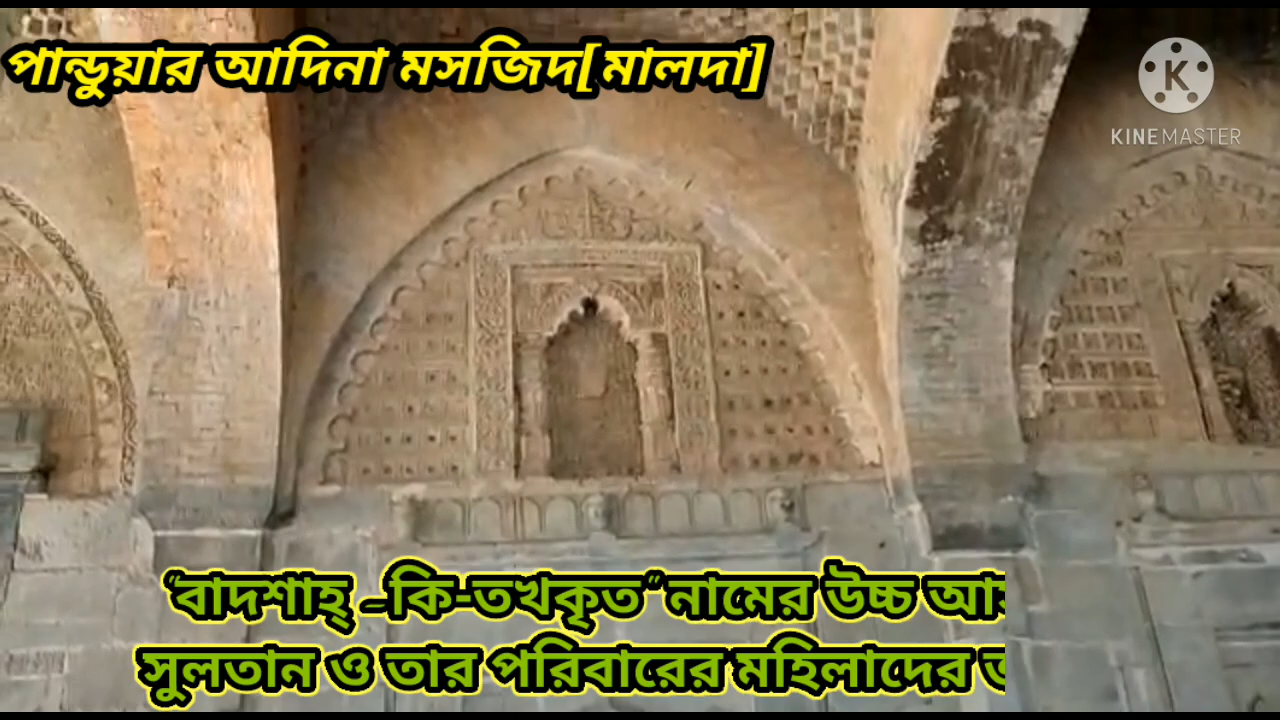 পান্ডুয়ার আদিনা মসজিদ[মালদা]
KINEMASTER
"বাদশাহ্ -কি-তখকৃত" নামের উচ্চ
সুলতান ও তার পরিবারের মহিলাদের